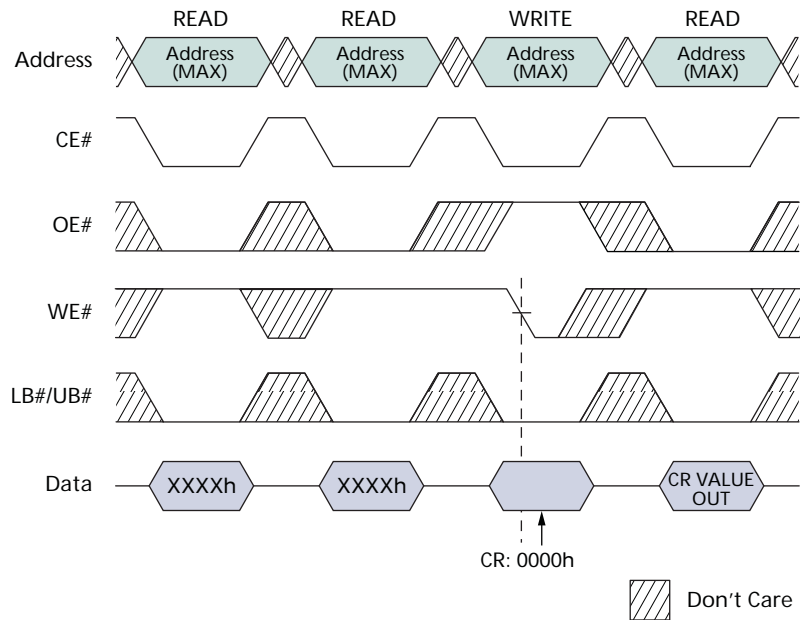 READ READ WRITE READ
Address
Address
(MAX)
Address
(MAX)
Address
(MAX)
Address
(MAX)
CE#
OE#
WE#
LB#/UB#
Data
XXXXh
XXXXh
CR VALUE
OUT
CR: 0000h
Don't Care